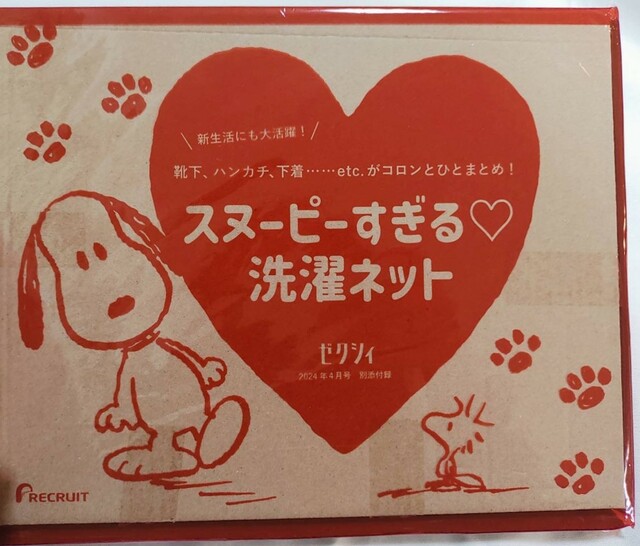 新生活にも大活躍！
靴下、ハンカチ、下着……etc.がコロンとひとまとめ！
スヌーピーすぎる♡
洗濯ネット
ゼクシィ
2024年4月号 別添付録
RECRUIT